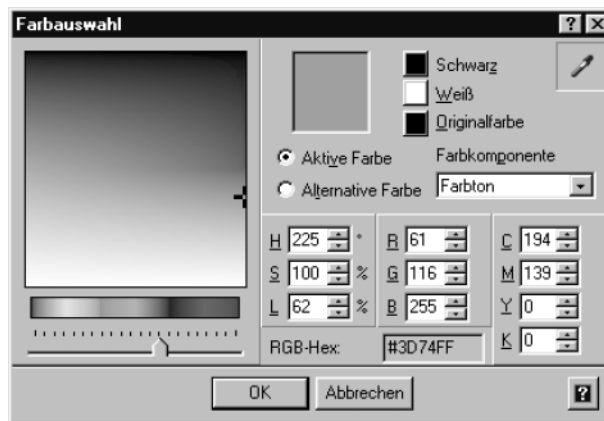 Farbauswahl
Schwarz
Weiß
Originalfarbe
Aktive Farbe
Alternative Farbe
Farbkomponente
Farbton
H 225 °
S 100 %
L 62 %
R 61
G 116
B 255
C 194
M 139
Y 0
K 0
RGB-Hex: #3D74FF
OK
Abbrechen